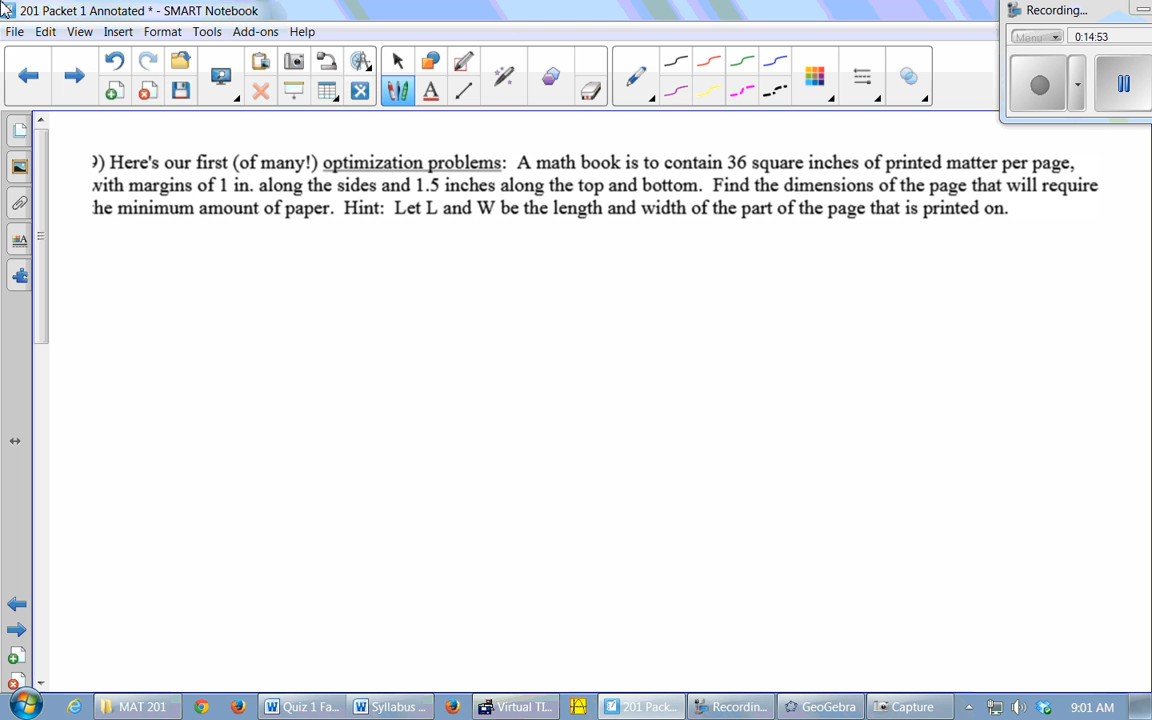 201 Packet 1 Annotated * - SMART Notebook
Recording...
File Edit View Insert Format Tools Add-ons Help
Menu 0:14:53
9) Here's our first (of many!) optimization problems: A math book is to contain 36 square inches of printed matter per page,
with margins of 1 in. along the sides and 1.5 inches along the top and bottom. Find the dimensions of the page that will require
the minimum amount of paper. Hint: Let L and W be the length and width of the part of the page that is printed on.
MAT 201 Quiz 1 Fa... Syllabus ... Virtual TI... 201 Pack... Recordin... GeoGebra Capture 9:01 AM